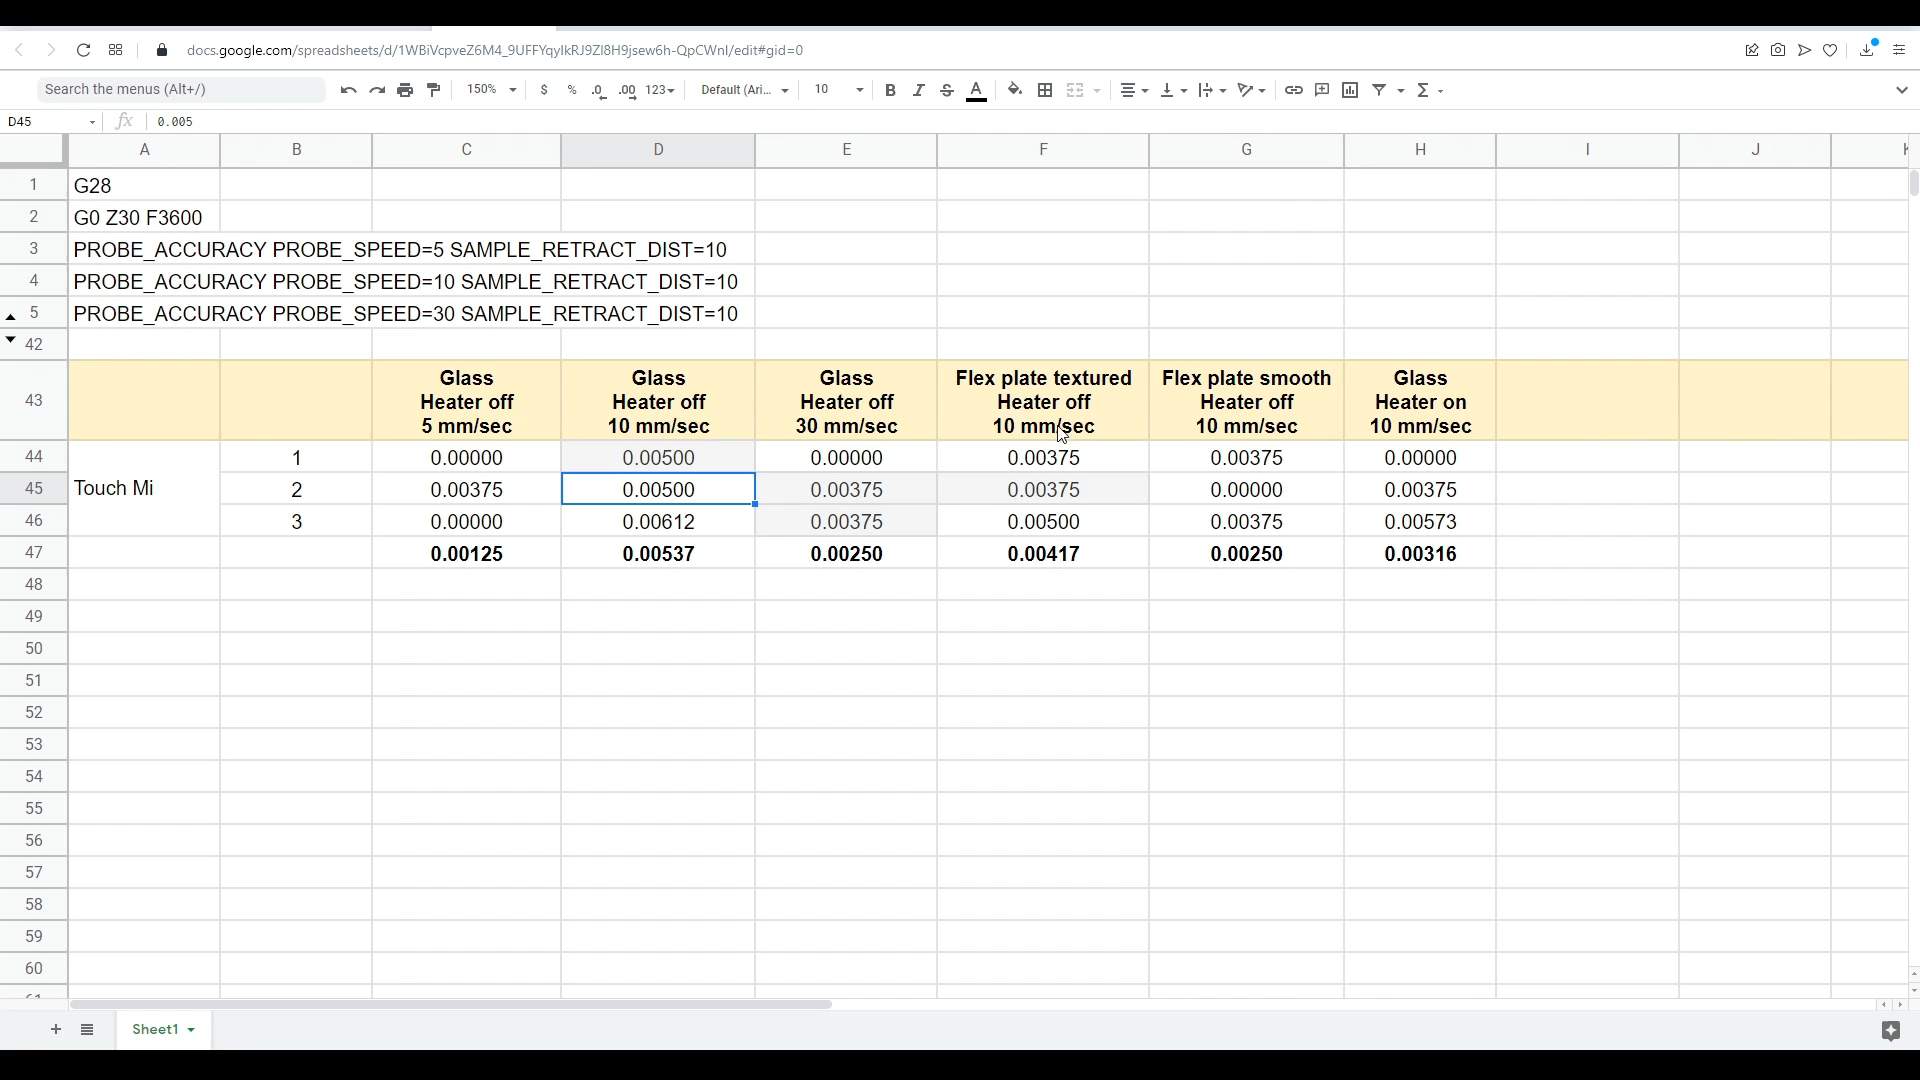 docs.google.com/spreadsheets/d/1WBiVcpveZ6M4_9UFFYqylkRJ9ZI8H9jsew6h-QpCWnI/edit#gid=0
Search the menus (Alt+/) 150% $ % .0 .00 123 Default (Ari... 10 B I S A
D45 fx 0.005
A B C D E F G H I J
1 G28
2 G0 Z30 F3600
3 PROBE_ACCURACY PROBE_SPEED=5 SAMPLE_RETRACT_DIST=10
4 PROBE_ACCURACY PROBE_SPEED=10 SAMPLE_RETRACT_DIST=10
5 PROBE_ACCURACY PROBE_SPEED=30 SAMPLE_RETRACT_DIST=10
42
Glass Glass Glass Flex plate textured Flex plate smooth Glass
43 Heater off Heater off Heater off Heater off Heater off Heater on
5 mm/sec 10 mm/sec 30 mm/sec 10 mm/sec 10 mm/sec 10 mm/sec
44 1 0.00000 0.00500 0.00000 0.00375 0.00375 0.00000
45 Touch Mi 2 0.00375 0.00500 0.00375 0.00375 0.00000 0.00375
46 3 0.00000 0.00612 0.00375 0.00500 0.00375 0.00573
47 0.00125 0.00537 0.00250 0.00417 0.00250 0.00316
48
49
50
51
52
53
54
55
56
57
58
59
60
Sheet1